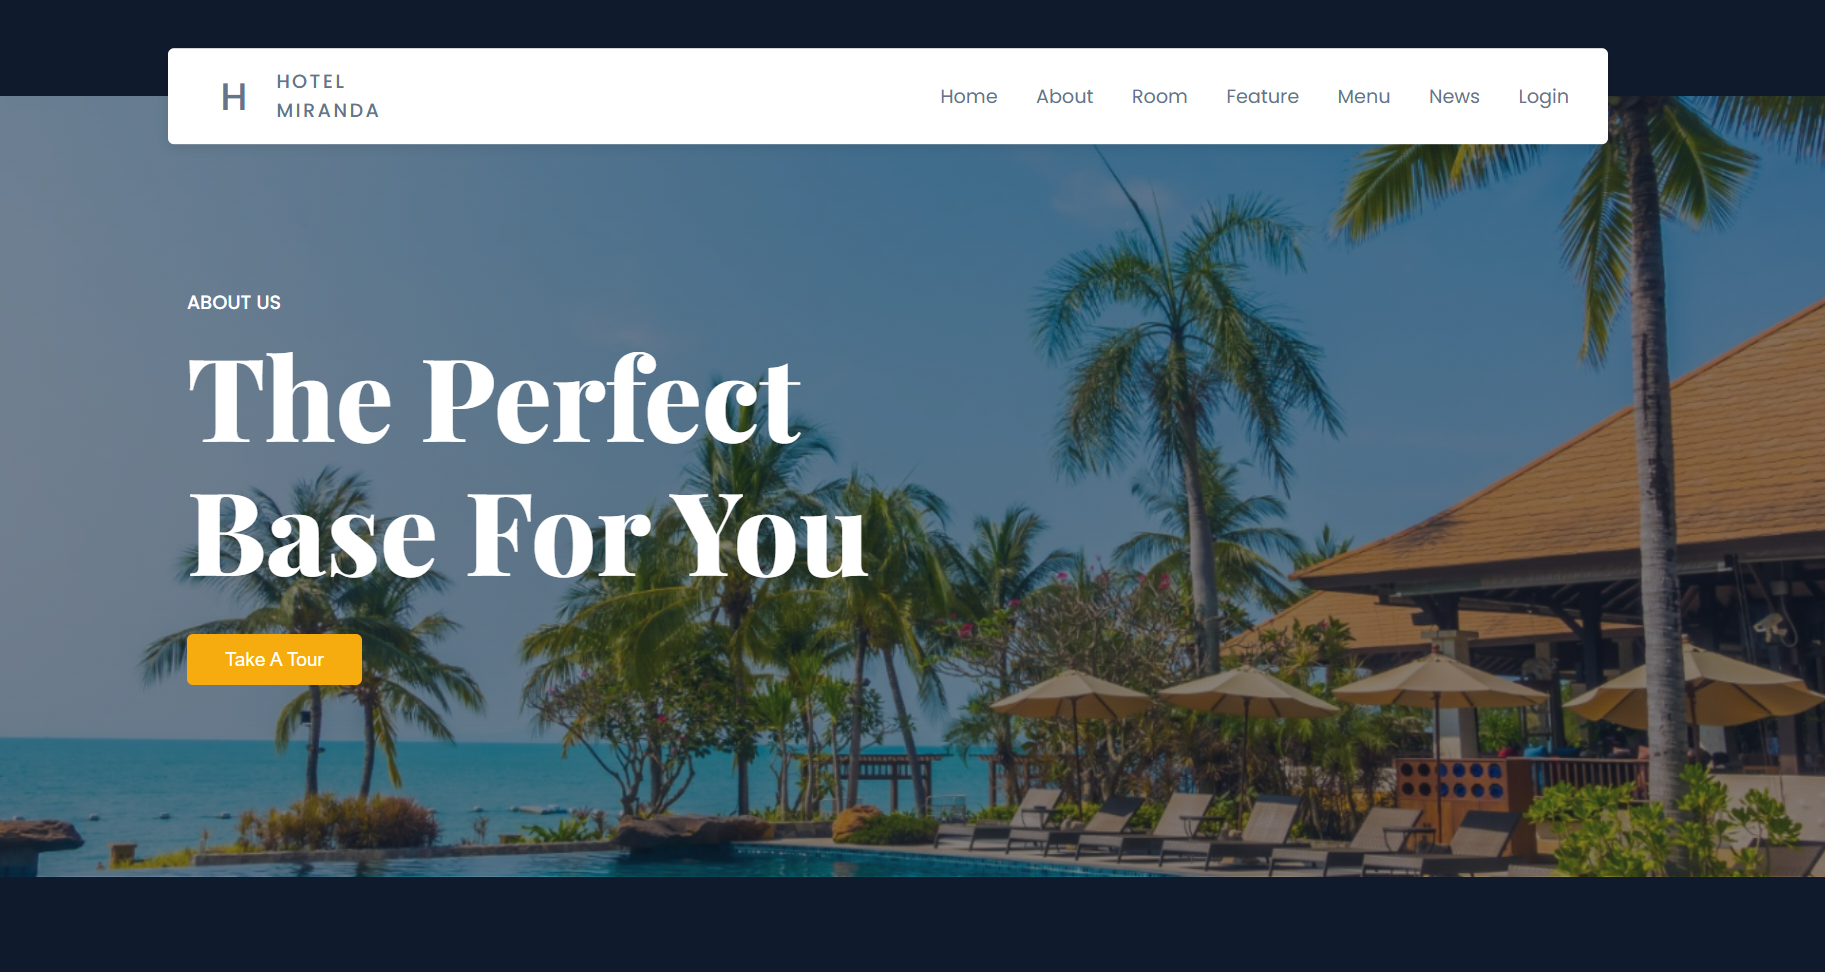 H
HOTEL
MIRANDA
Home About Room Feature Menu News Login
ABOUT US
The Perfect
Base For You
Take A Tour